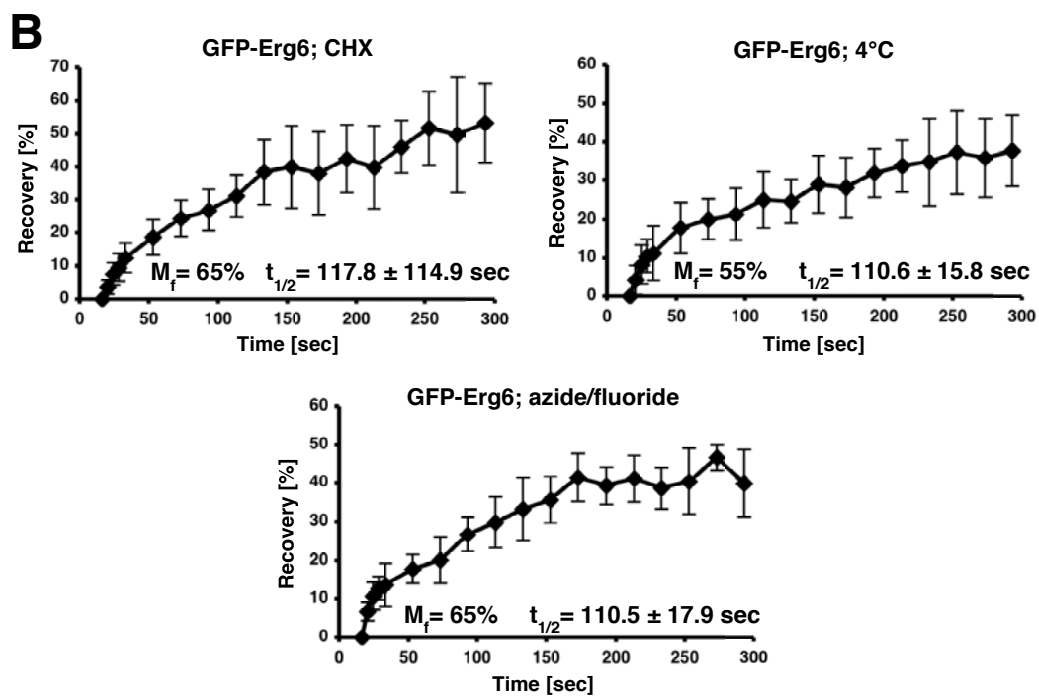 B
GFP-Erg6; CHX
70
60
50
40
30
20
10
0
Recovery [%]
M_f= 65% t_1/2= 117.8 ± 114.9 sec
0 50 100 150 200 250 300
Time [sec]
GFP-Erg6; 4°C
60
50
40
30
20
10
0
Recovery [%]
M_f= 55% t_1/2= 110.6 ± 15.8 sec
0 50 100 150 200 250 300
Time [sec]
GFP-Erg6; azide/fluoride
60
50
40
30
20
10
0
Recovery [%]
M_f= 65% t_1/2= 110.5 ± 17.9 sec
0 50 100 150 200 250 300
Time [sec]